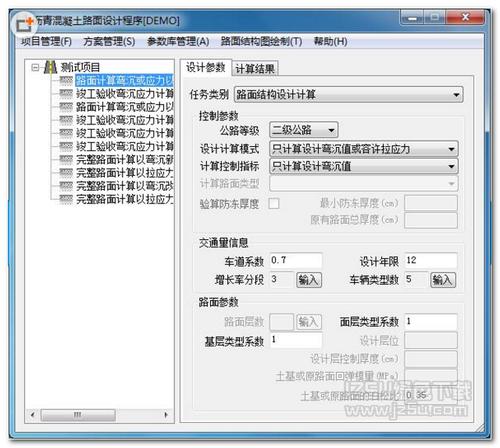 沥青混凝土路面设计程序[DEMO]
项目管理(F) 方案管理(S) 参数库管理(A) 路面结构图绘制(T) 帮助(H)
测试项目
路面计算弯沉或应力以
竣工验收弯沉应力计算
竣工验收弯沉或应力计
竣工验收弯沉应力计算
竣工验收弯沉应力计算
竣工验收弯沉应力计算
完整路面计算以弯沉新
完整路面计算以拉应力
完整路面计算以弯沉改
完整路面计算以拉应力
设计参数 计算结果
任务类别 路面结构设计计算
控制参数
公路等级 二级公路
设计计算模式 只计算设计弯沉值或容许拉应力
计算控制指标 只计算设计弯沉值
计算路面类型
验算防东厚度 最小防东厚度(cm)
原有路面总厚度(cm)
交通量信息
车道系数 0.7 设计年限 12
增长率分段 3 输入 车辆类型数 5 输入
路面参数
路面层数 输入 面层类型系数 1
基层类型系数 1 设计层位
设计层控制厚度(cm)
土基或原路面回弹模量(MPa)
土基或原路面的泊松比 0.35
www.jz5u.com